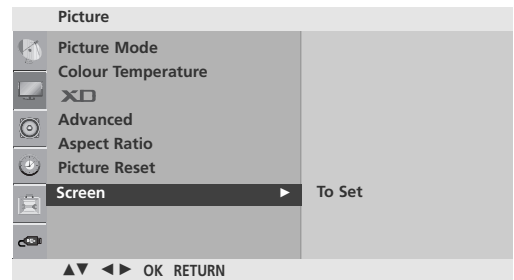 Picture
Picture Mode
Colour Temperature
XD
Advanced
Aspect Ratio
Picture Reset
Screen ► To Set
▲▼ ◄► OK RETURN